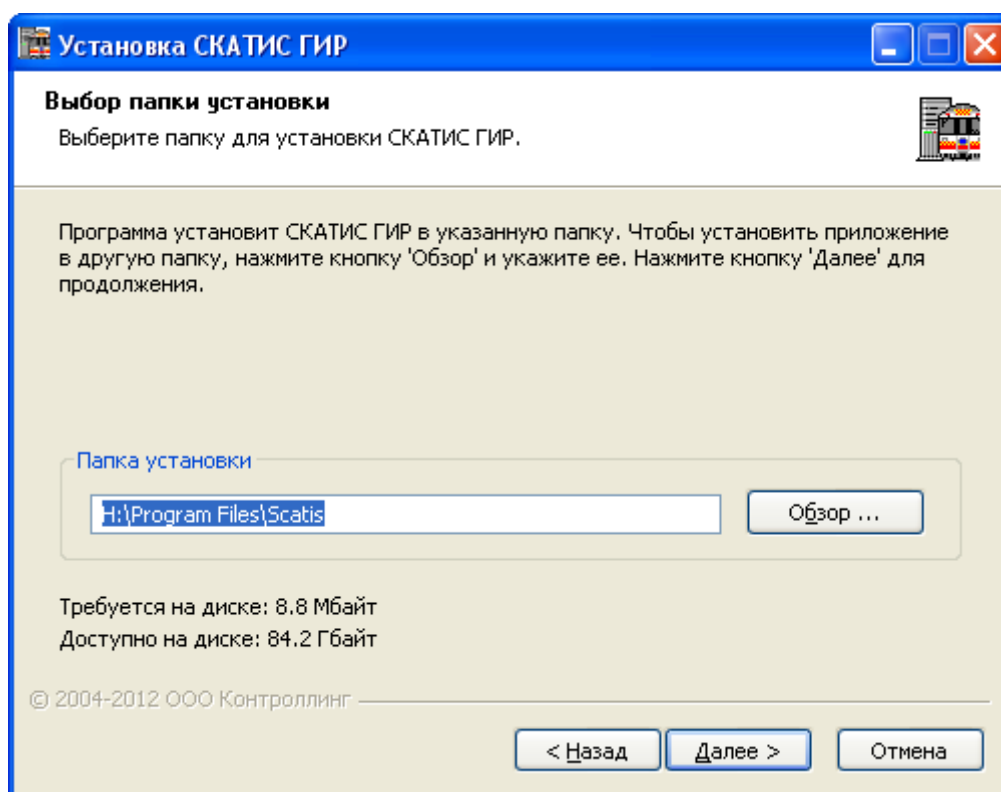 Установка СКАТИС ГИР
Выбор папки установки
Выберите папку для установки СКАТИС ГИР.
Программа установит СКАТИС ГИР в указанную папку. Чтобы установить приложение
в другую папку, нажмите кнопку 'Обзор' и укажите ее. Нажмите кнопку 'Далее' для
продолжения.
Папка установки
H:\Program Files\Scatis
Обзор ...
Требуется на диске: 8.8 Мбайт
Доступно на диске: 84.2 Гбайт
© 2004-2012 ООО Контроллинг
< Назад
Далее >
Отмена